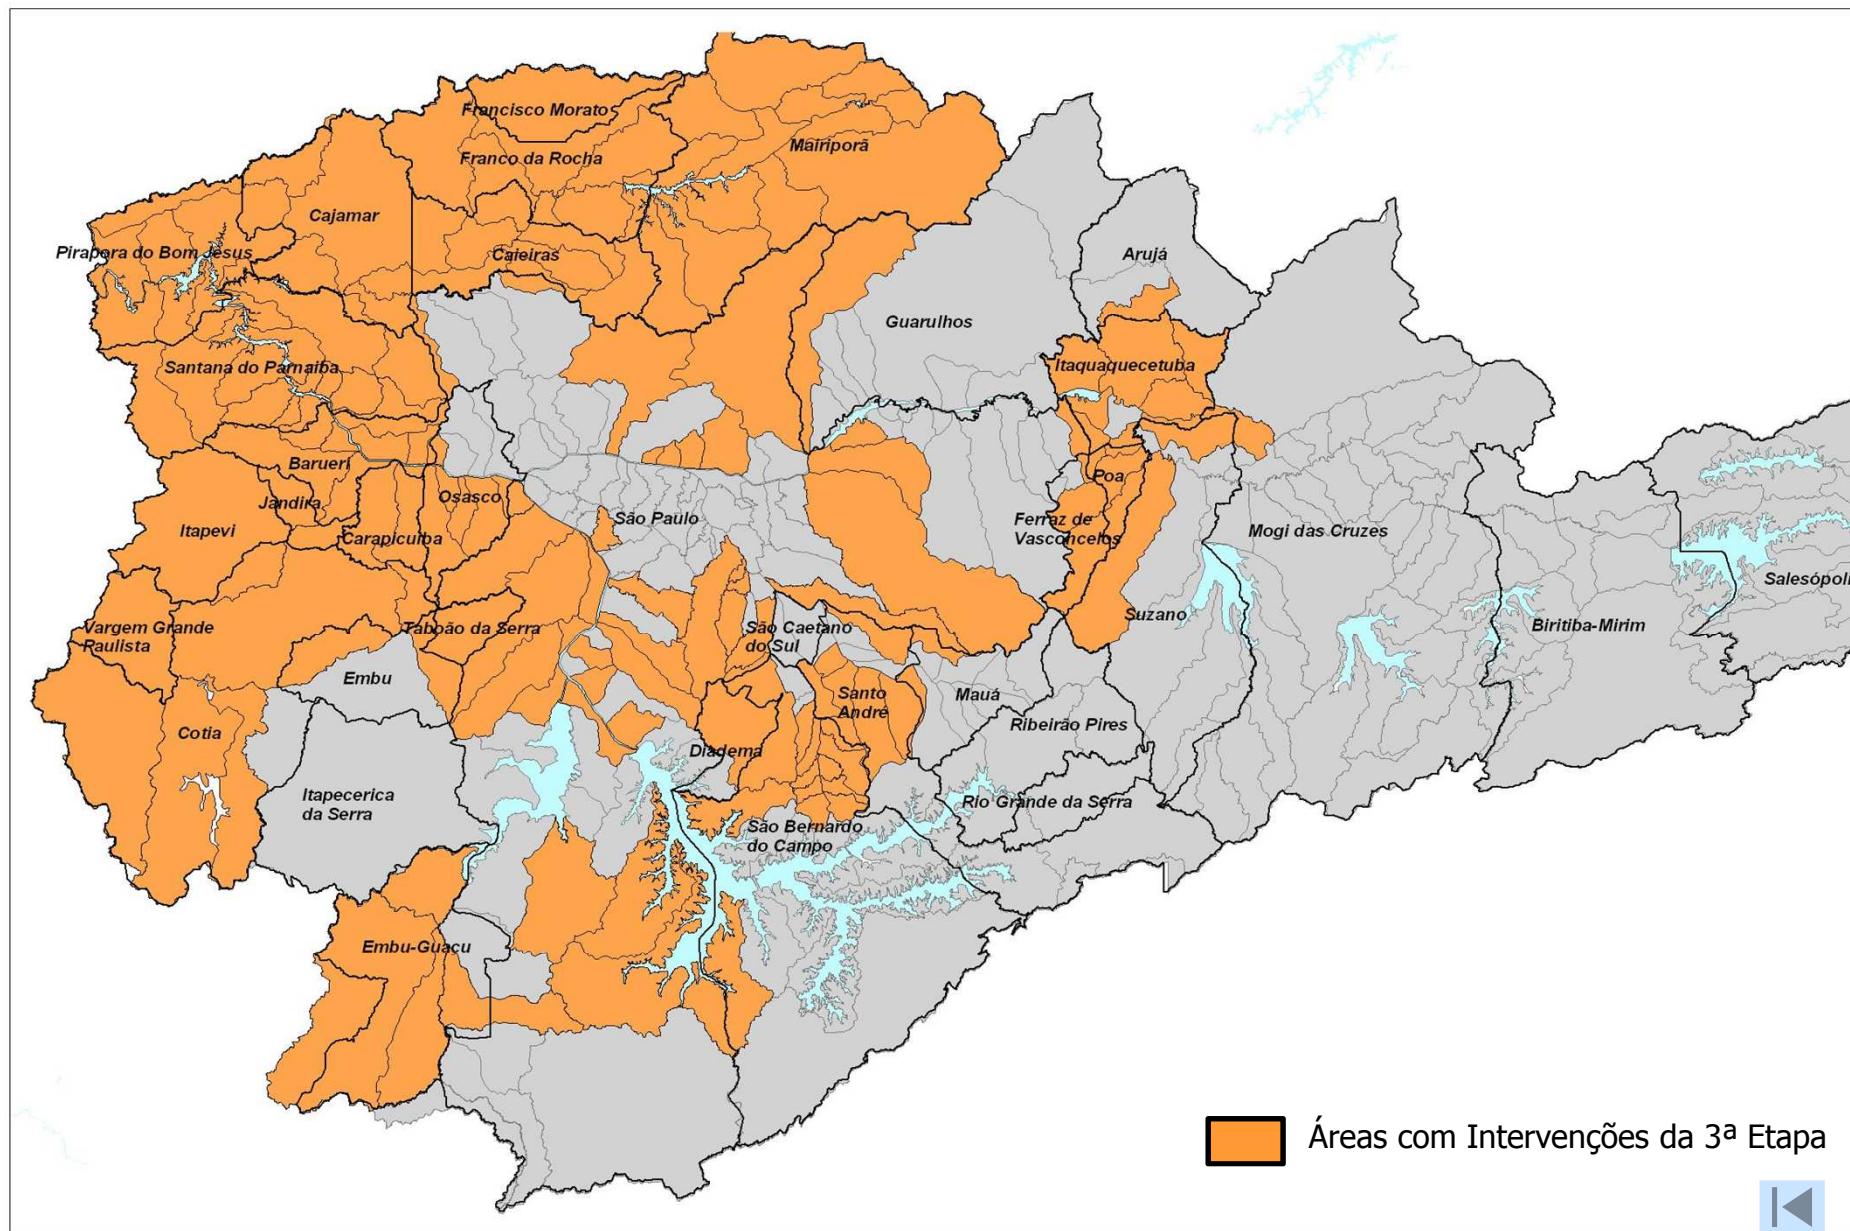 Francisco Morato
Franco da Rocha
Mairiporã
Cajamar
Pirapora do Bom Jesus
Caieiras
Arujá
Guarulhos
Santana do Parnaiba
Itaquaquecetuba
Barueri
Jandira
Osasco
Poa
Itapevi
São Paulo
Carapicuiba
Ferraz de
Vasconcelos
Mogi das Cruzes
Salesópoli
Vargem Grande
Paulista
Taboão da Serra
São Caetano
do Sul
Suzano
Biritiba-Mirim
Embu
Santo
André
Mauá
Cotia
Diadema
Ribeirão Pires
Itapecerica
da Serra
Rio Grande da Serra
São Bernardo
do Campo
Embu-Guaçu
Áreas com Intervenções da 3ª Etapa